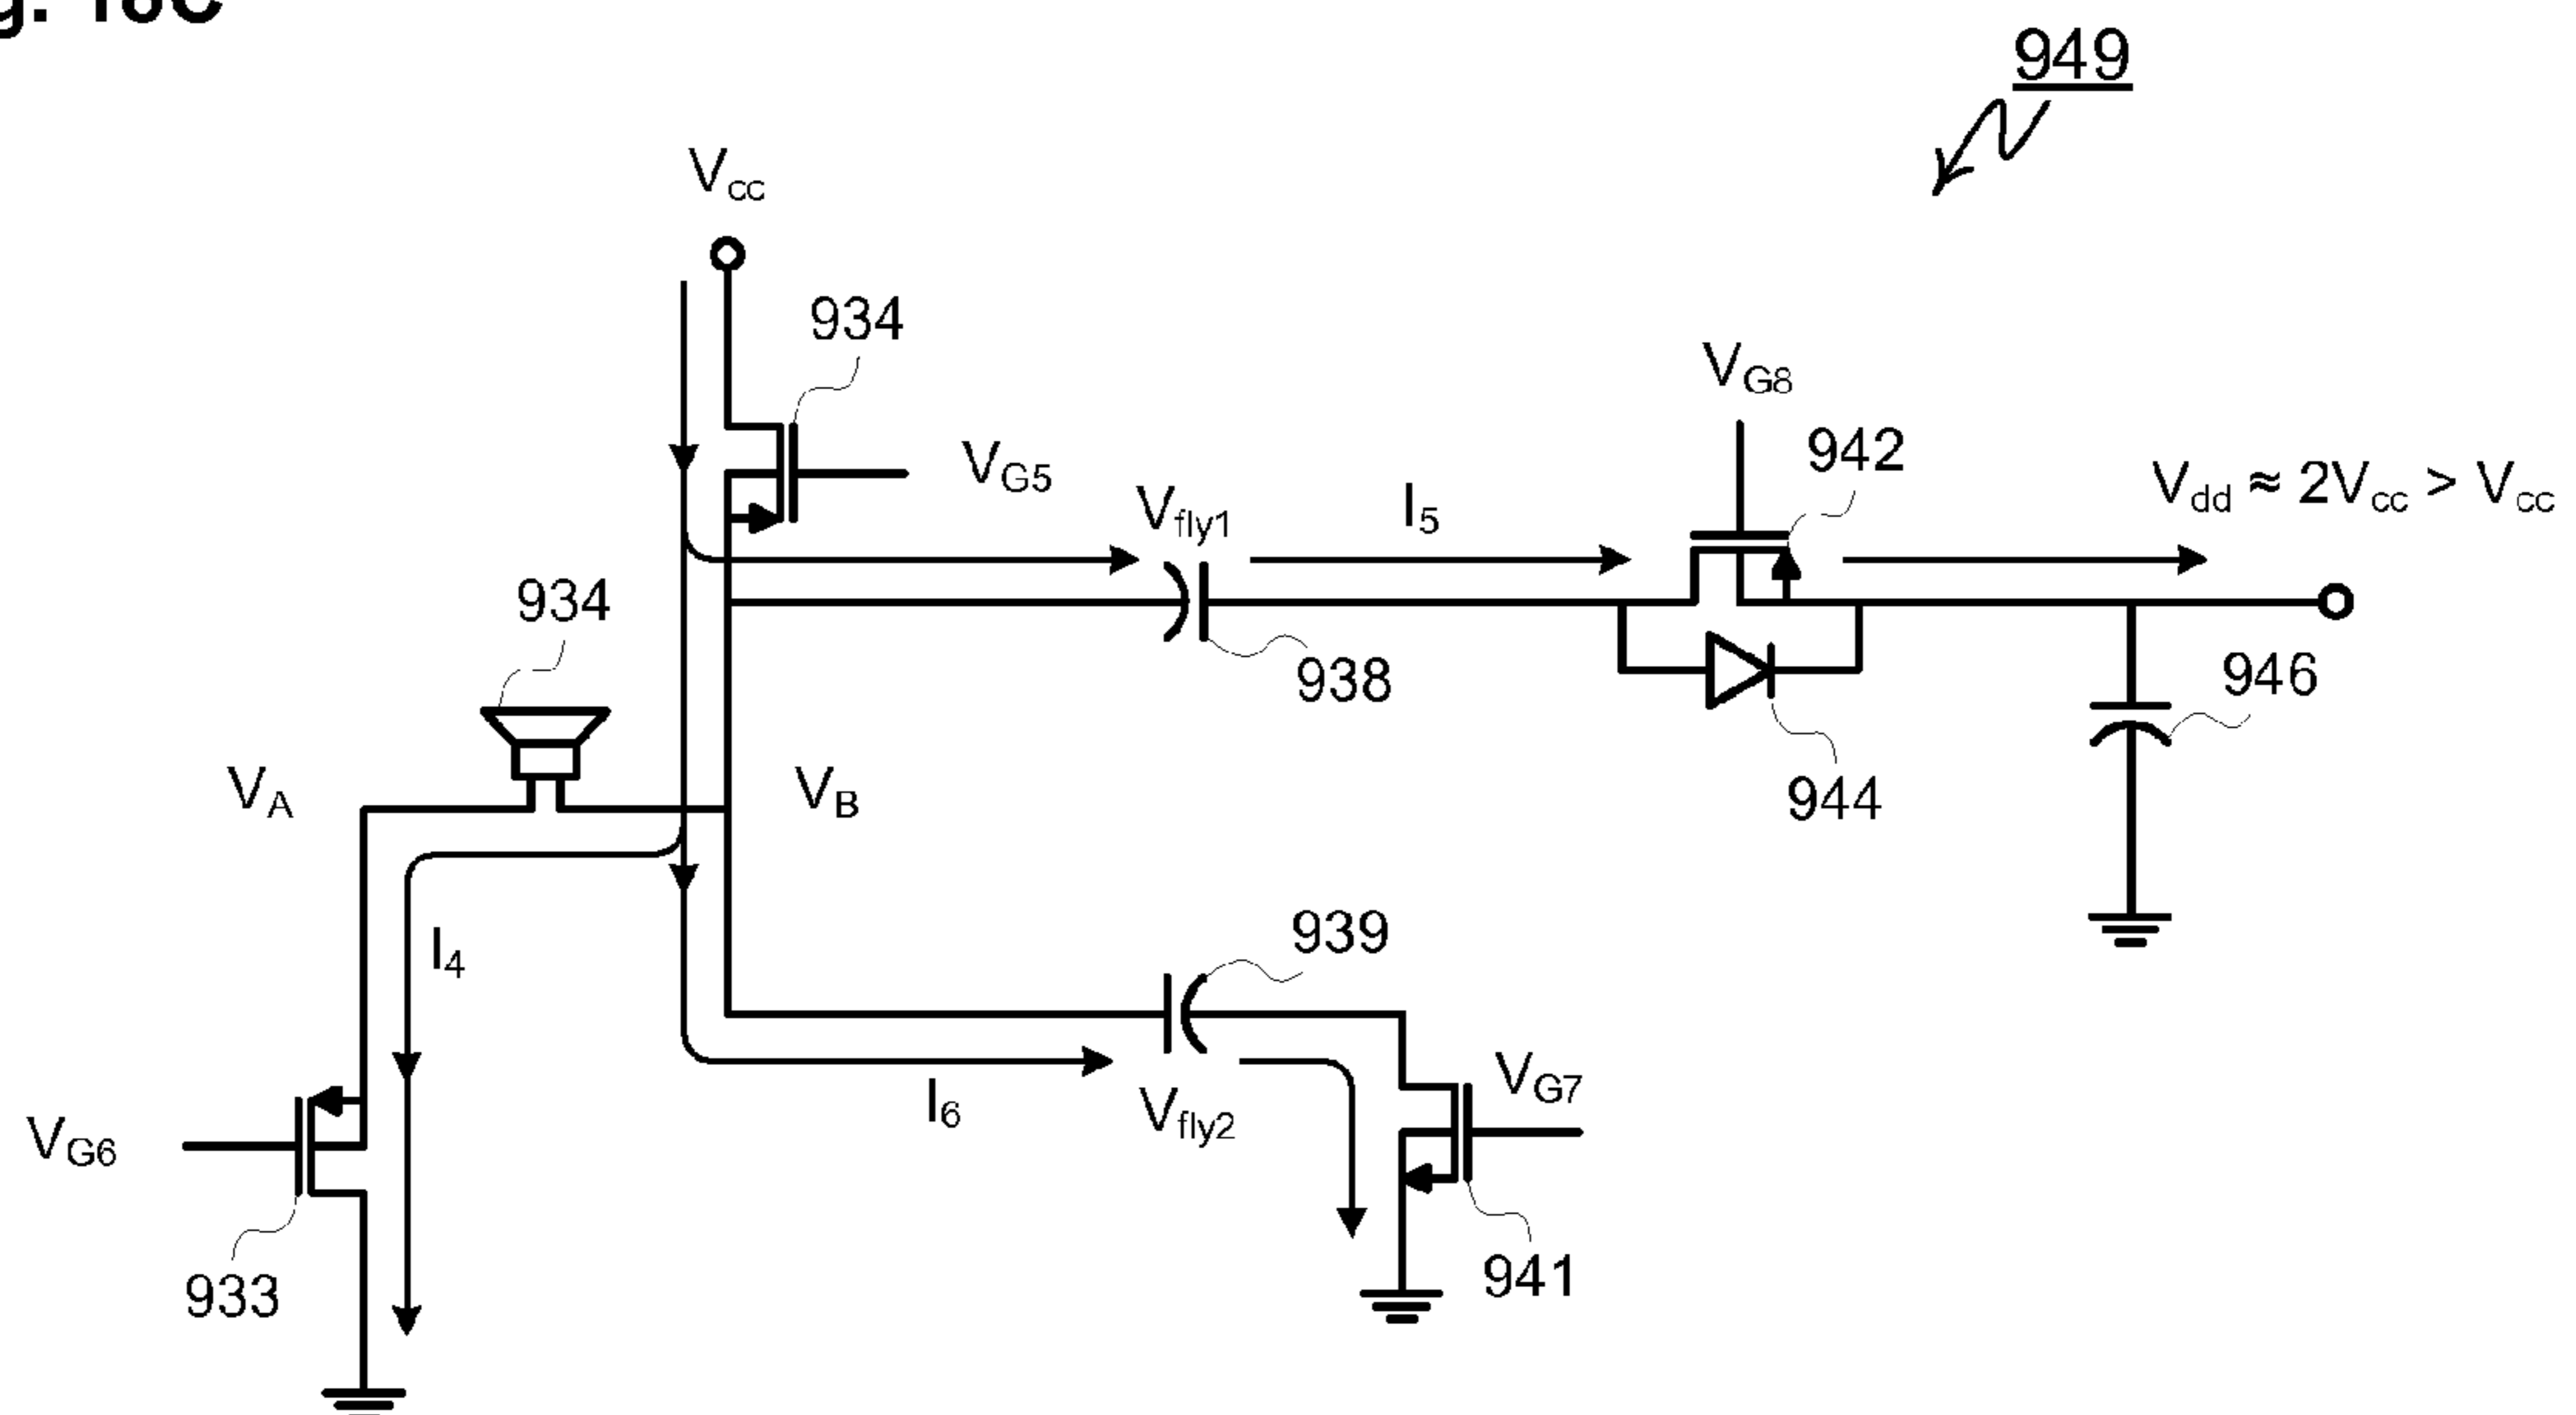 949
Vcc
934
VG5
Vfly1
I5
VG8
942
Vdd ≈ 2Vcc > Vcc
934
938
944
946
VA
VB
I4
939
I6
Vfly2
VG7
VG6
933
941